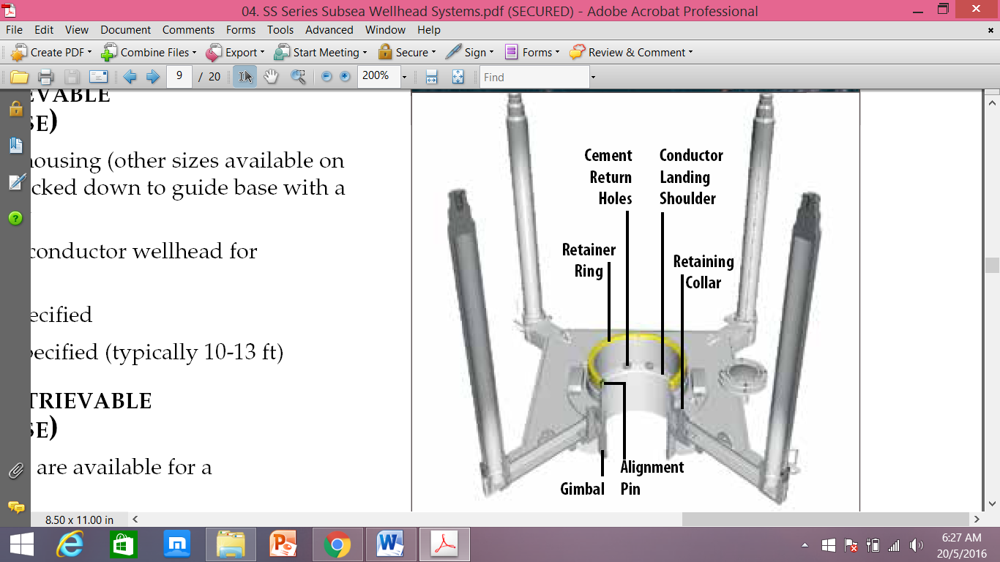 04. SS Series Subsea Wellhead Systems.pdf (SECURED) - Adobe Acrobat Professional
File Edit View Document Comments Forms Tools Advanced Window Help
Create PDF Combine Files Export Start Meeting Secure Sign Forms Review & Comment
9 / 20 200% Find
EVABLE
SE)
housing (other sizes available on
cked down to guide base with a
conductor wellhead for
ecified
pecified (typically 10-13 ft)
TRIEVABLE
SE)
are available for a
Cement
Return
Holes
Conductor
Landing
Shoulder
Retainer
Ring
Retaining
Collar
Gimbal
Alignment
Pin
8.50 x 11.00 in
6:27 AM
20/5/2016